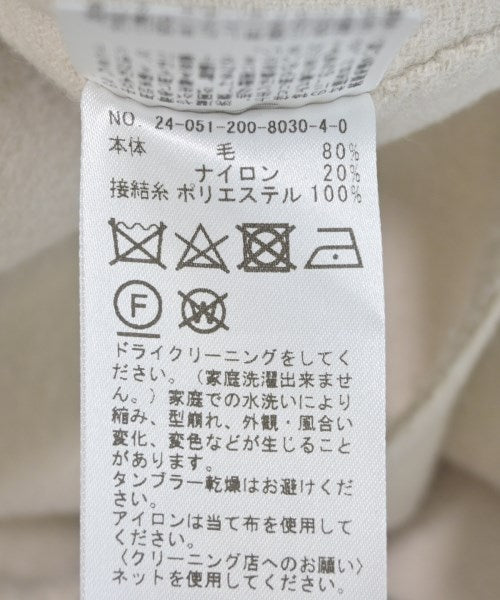 NO. 24-051-200-8030-4-0
本体 毛 80%
ナイロン 20%
接結糸 ポリエステル 100%
F
W
ドライクリーニングをしてくだ
さい。(家庭洗濯出来ませ
ん。)家庭での水洗いにより
縮み、型崩れ、外観・風合い
変化、変色などが生じること
があります。
タンブラー乾燥はお避けくだ
さい。
アイロンは当て布を使用して
ください。
〈クリーニング店へのお願い〉
ネットを使用してください。